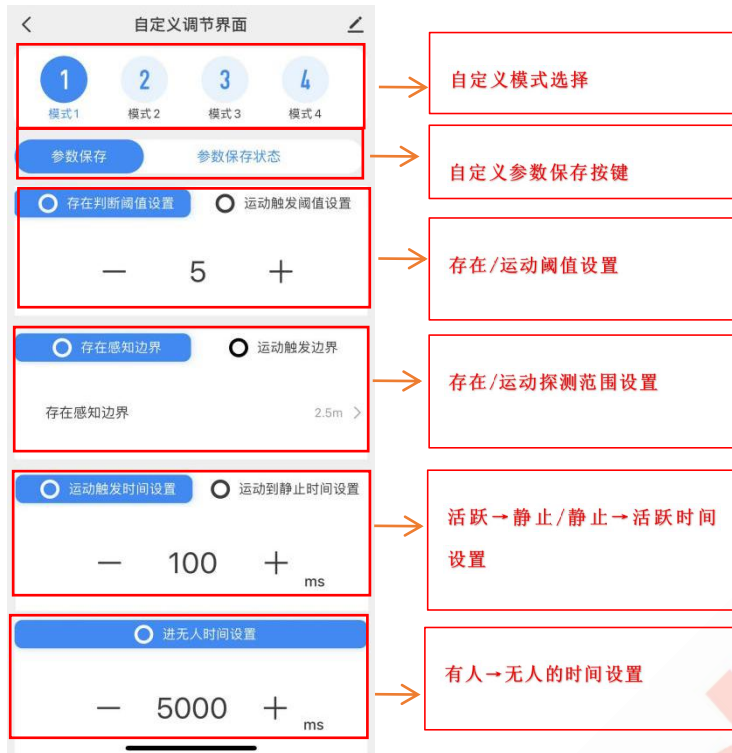 自定义调节界面
1 2 3 4
模式1 模式2 模式3 模式4
自定义模式选择
参数保存 参数保存状态
自定义参数保存按键
存在判断阈值设置 运动触发阈值设置
— 5 +
存在/运动阈值设置
存在感知边界 运动触发边界
存在感知边界 2.5m >
存在/运动探测范围设置
运动触发时间设置 运动到静止时间设置
— 100 + ms
活跃→静止/静止→活跃时间
设置
进无人时间设置
— 5000 + ms
有人→无人的时间设置